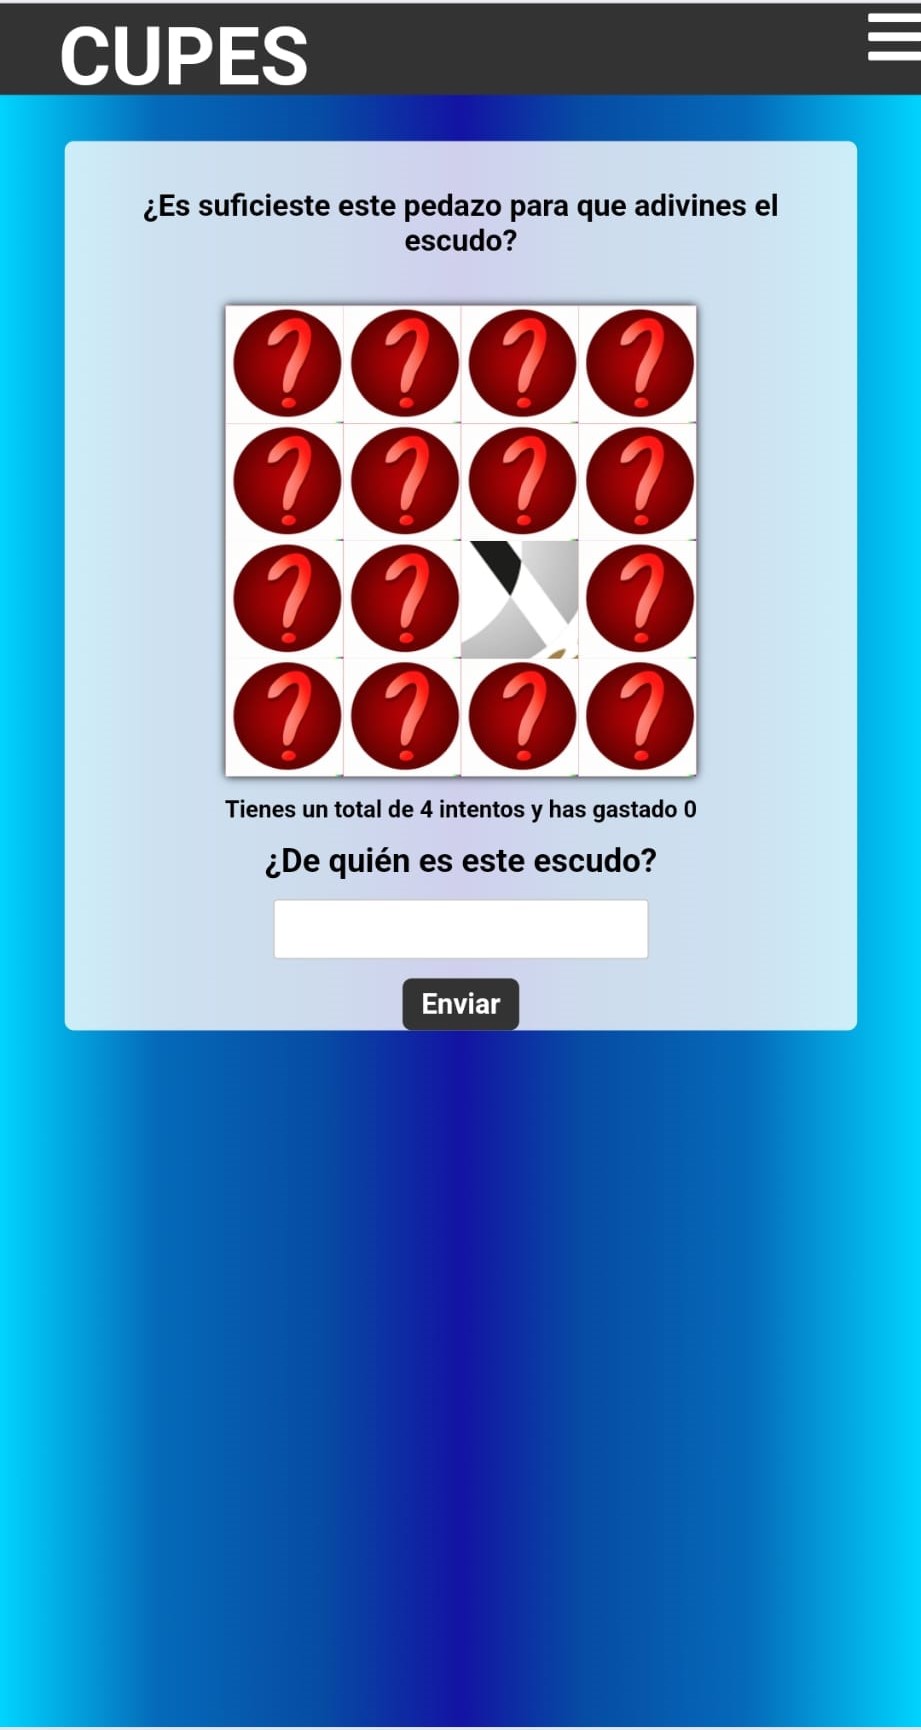 CUPES
¿Es suficieste este pedazo para que adivines el
escudo?
Tienes un total de 4 intentos y has gastado 0
¿De quién es este escudo?
Enviar